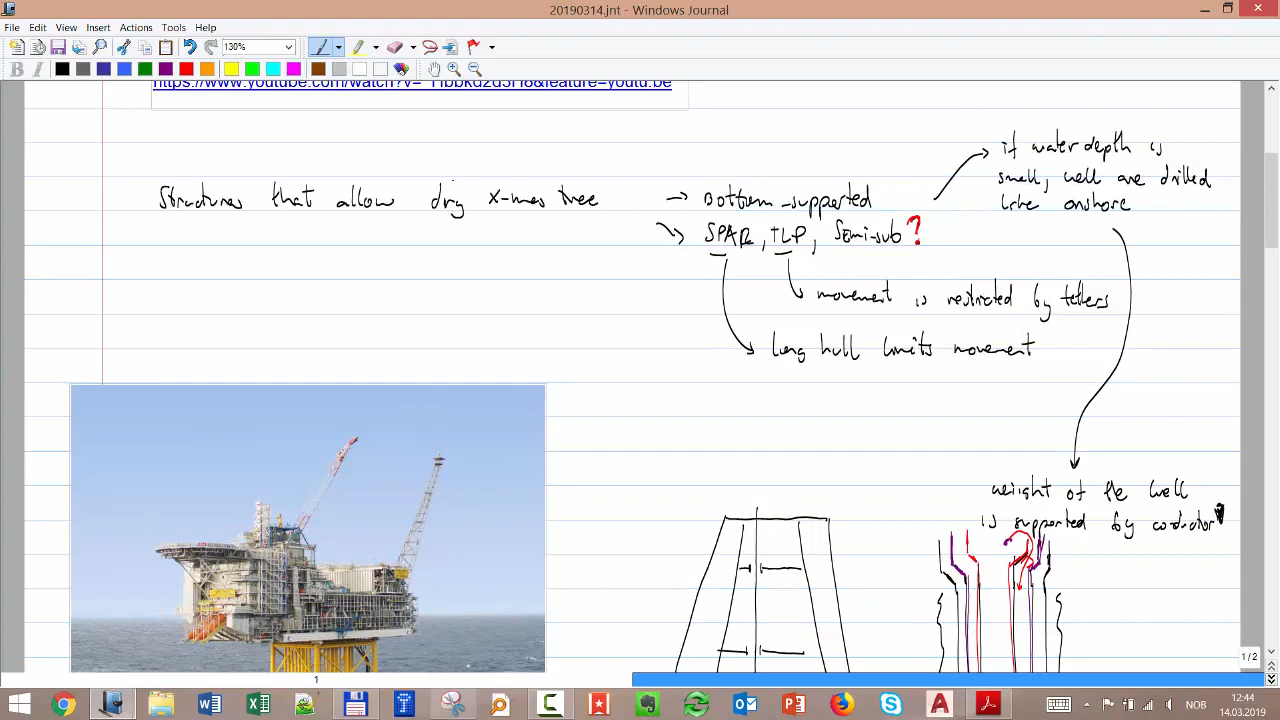 20190314.jnt - Windows Journal
File Edit View Insert Actions Tools Help
130%
if water depth is
small, well are drilled
like onshore
Structures that allow dry x-mas tree → Bottom-supported
SPAR, TLP, Semi-sub?
movement is restricted by tethers
long hull limits movement
weight of the well
is supported by conductor
1/2
1
12:44
NOB
14.03.2019